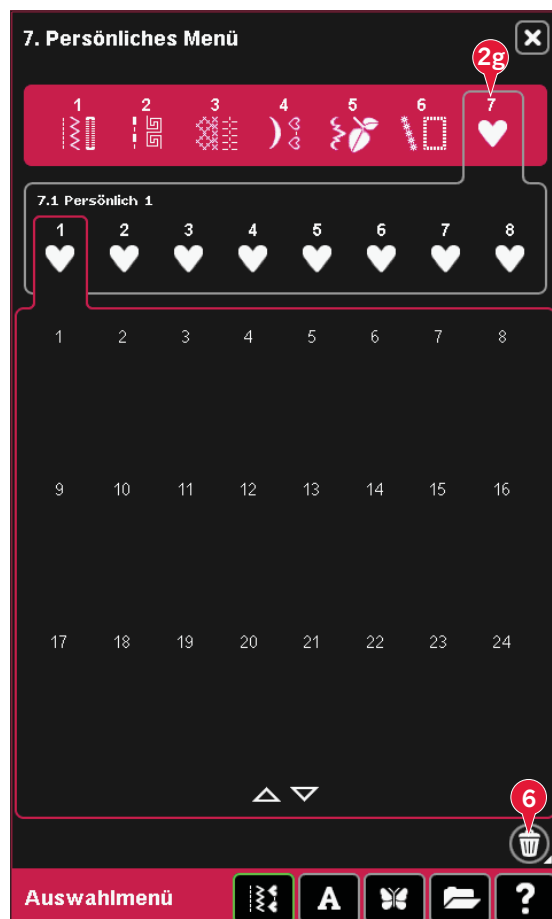 7. Persönliches Menü
2g
1 2 3 4 5 6 7
7.1 Persönlich 1
1 2 3 4 5 6 7 8
1 2 3 4 5 6 7 8
9 10 11 12 13 14 15 16
17 18 19 20 21 22 23 24
6
Auswahlmenü A ?